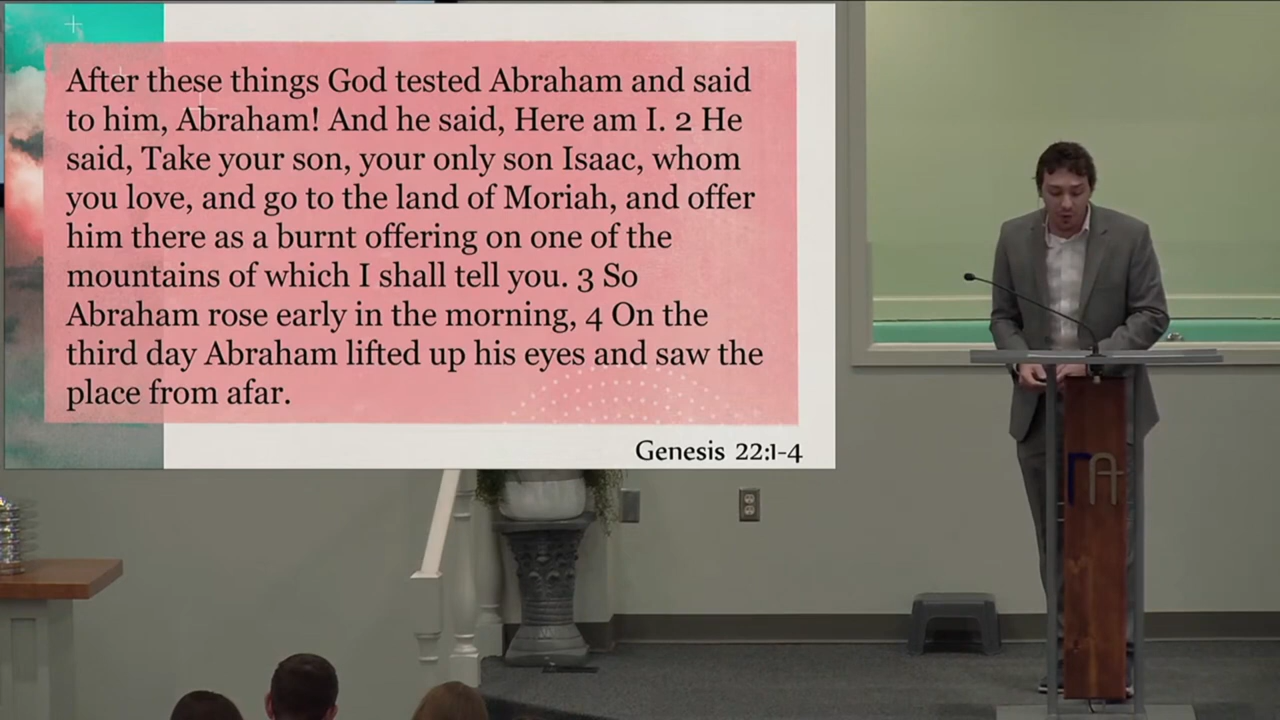 After these things God tested Abraham and said
to him, Abraham! And he said, Here am I. 2 He
said, Take your son, your only son Isaac, whom
you love, and go to the land of Moriah, and offer
him there as a burnt offering on one of the
mountains of which I shall tell you. 3 So
Abraham rose early in the morning, 4 On the
third day Abraham lifted up his eyes and saw the
place from afar.
Genesis 22:1-4